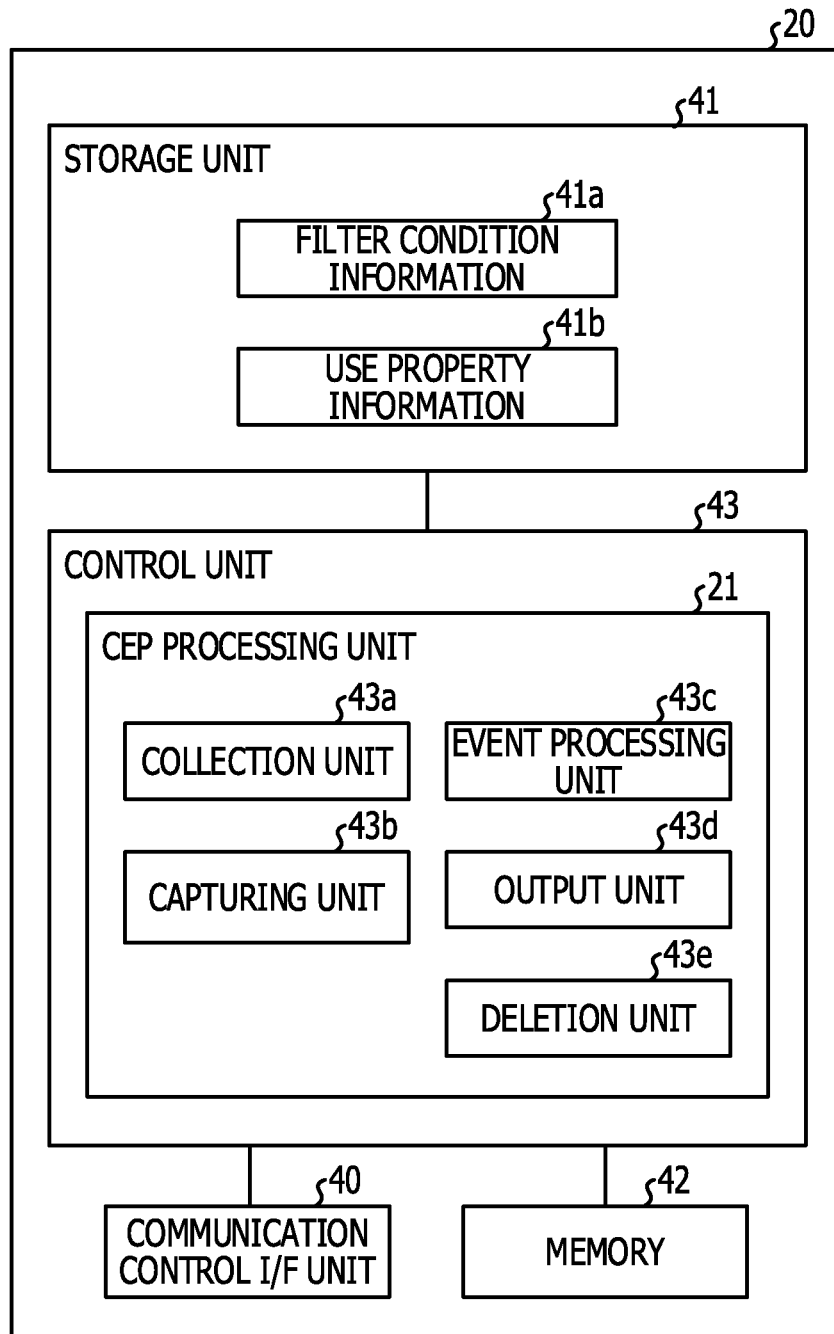 20
41
STORAGE UNIT
41a
FILTER CONDITION
INFORMATION
41b
USE PROPERTY
INFORMATION
43
CONTROL UNIT
21
CEP PROCESSING UNIT
43a
COLLECTION UNIT
43c
EVENT PROCESSING
UNIT
43b
CAPTURING UNIT
43d
OUTPUT UNIT
43e
DELETION UNIT
40
COMMUNICATION
CONTROL I/F UNIT
42
MEMORY